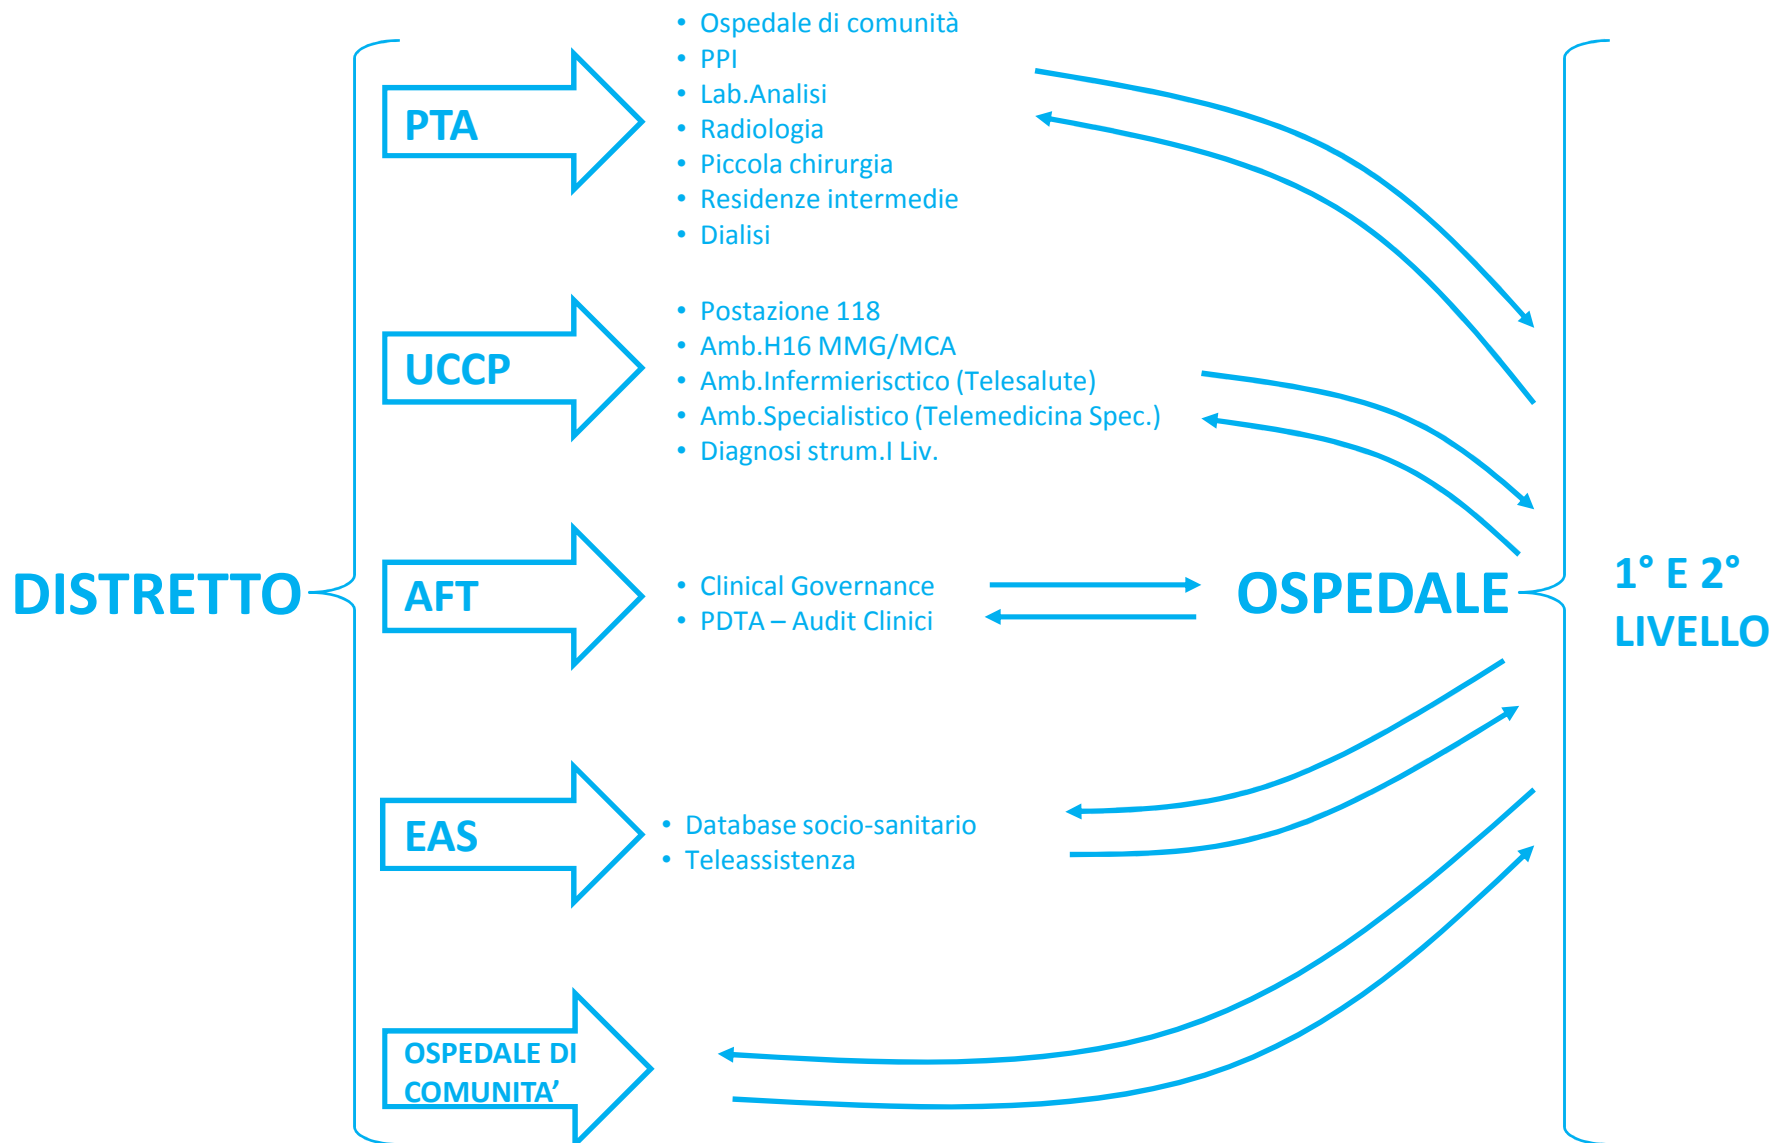 DISTRETTO
PTA
• Ospedale di comunità
• PPI
• Lab.Analisi
• Radiologia
• Piccola chirurgia
• Residenze intermedie
• Dialisi
UCCP
• Postazione 118
• Amb.H16 MMG/MCA
• Amb.Infermierisctico (Telesalute)
• Amb.Specialistico (Telemedicina Spec.)
• Diagnosi strum.I Liv.
AFT
• Clinical Governance
• PDTA – Audit Clinici
EAS
• Database socio-sanitario
• Teleassistenza
OSPEDALE DI
COMUNITA’
OSPEDALE
1° E 2°
LIVELLO